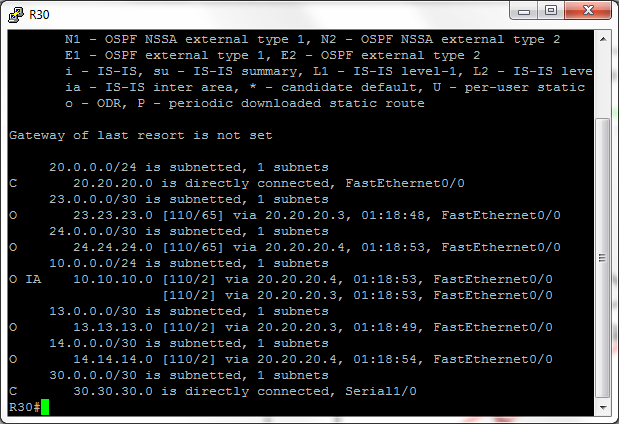 R30
N1 - OSPF NSSA external type 1, N2 - OSPF NSSA external type 2
E1 - OSPF external type 1, E2 - OSPF external type 2
i - IS-IS, su - IS-IS summary, L1 - IS-IS level-1, L2 - IS-IS leve
ia - IS-IS inter area, * - candidate default, U - per-user static
o - ODR, P - periodic downloaded static route
Gateway of last resort is not set
20.0.0.0/24 is subnetted, 1 subnets
C 20.20.20.0 is directly connected, FastEthernet0/0
23.0.0.0/30 is subnetted, 1 subnets
O 23.23.23.0 [110/65] via 20.20.20.3, 01:18:48, FastEthernet0/0
24.0.0.0/30 is subnetted, 1 subnets
O 24.24.24.0 [110/65] via 20.20.20.4, 01:18:53, FastEthernet0/0
10.0.0.0/24 is subnetted, 1 subnets
O IA 10.10.10.0 [110/2] via 20.20.20.4, 01:18:53, FastEthernet0/0
[110/2] via 20.20.20.3, 01:18:53, FastEthernet0/0
13.0.0.0/30 is subnetted, 1 subnets
O 13.13.13.0 [110/2] via 20.20.20.3, 01:18:49, FastEthernet0/0
14.0.0.0/30 is subnetted, 1 subnets
O 14.14.14.0 [110/2] via 20.20.20.4, 01:18:54, FastEthernet0/0
30.0.0.0/30 is subnetted, 1 subnets
C 30.30.30.0 is directly connected, Serial1/0
R30#